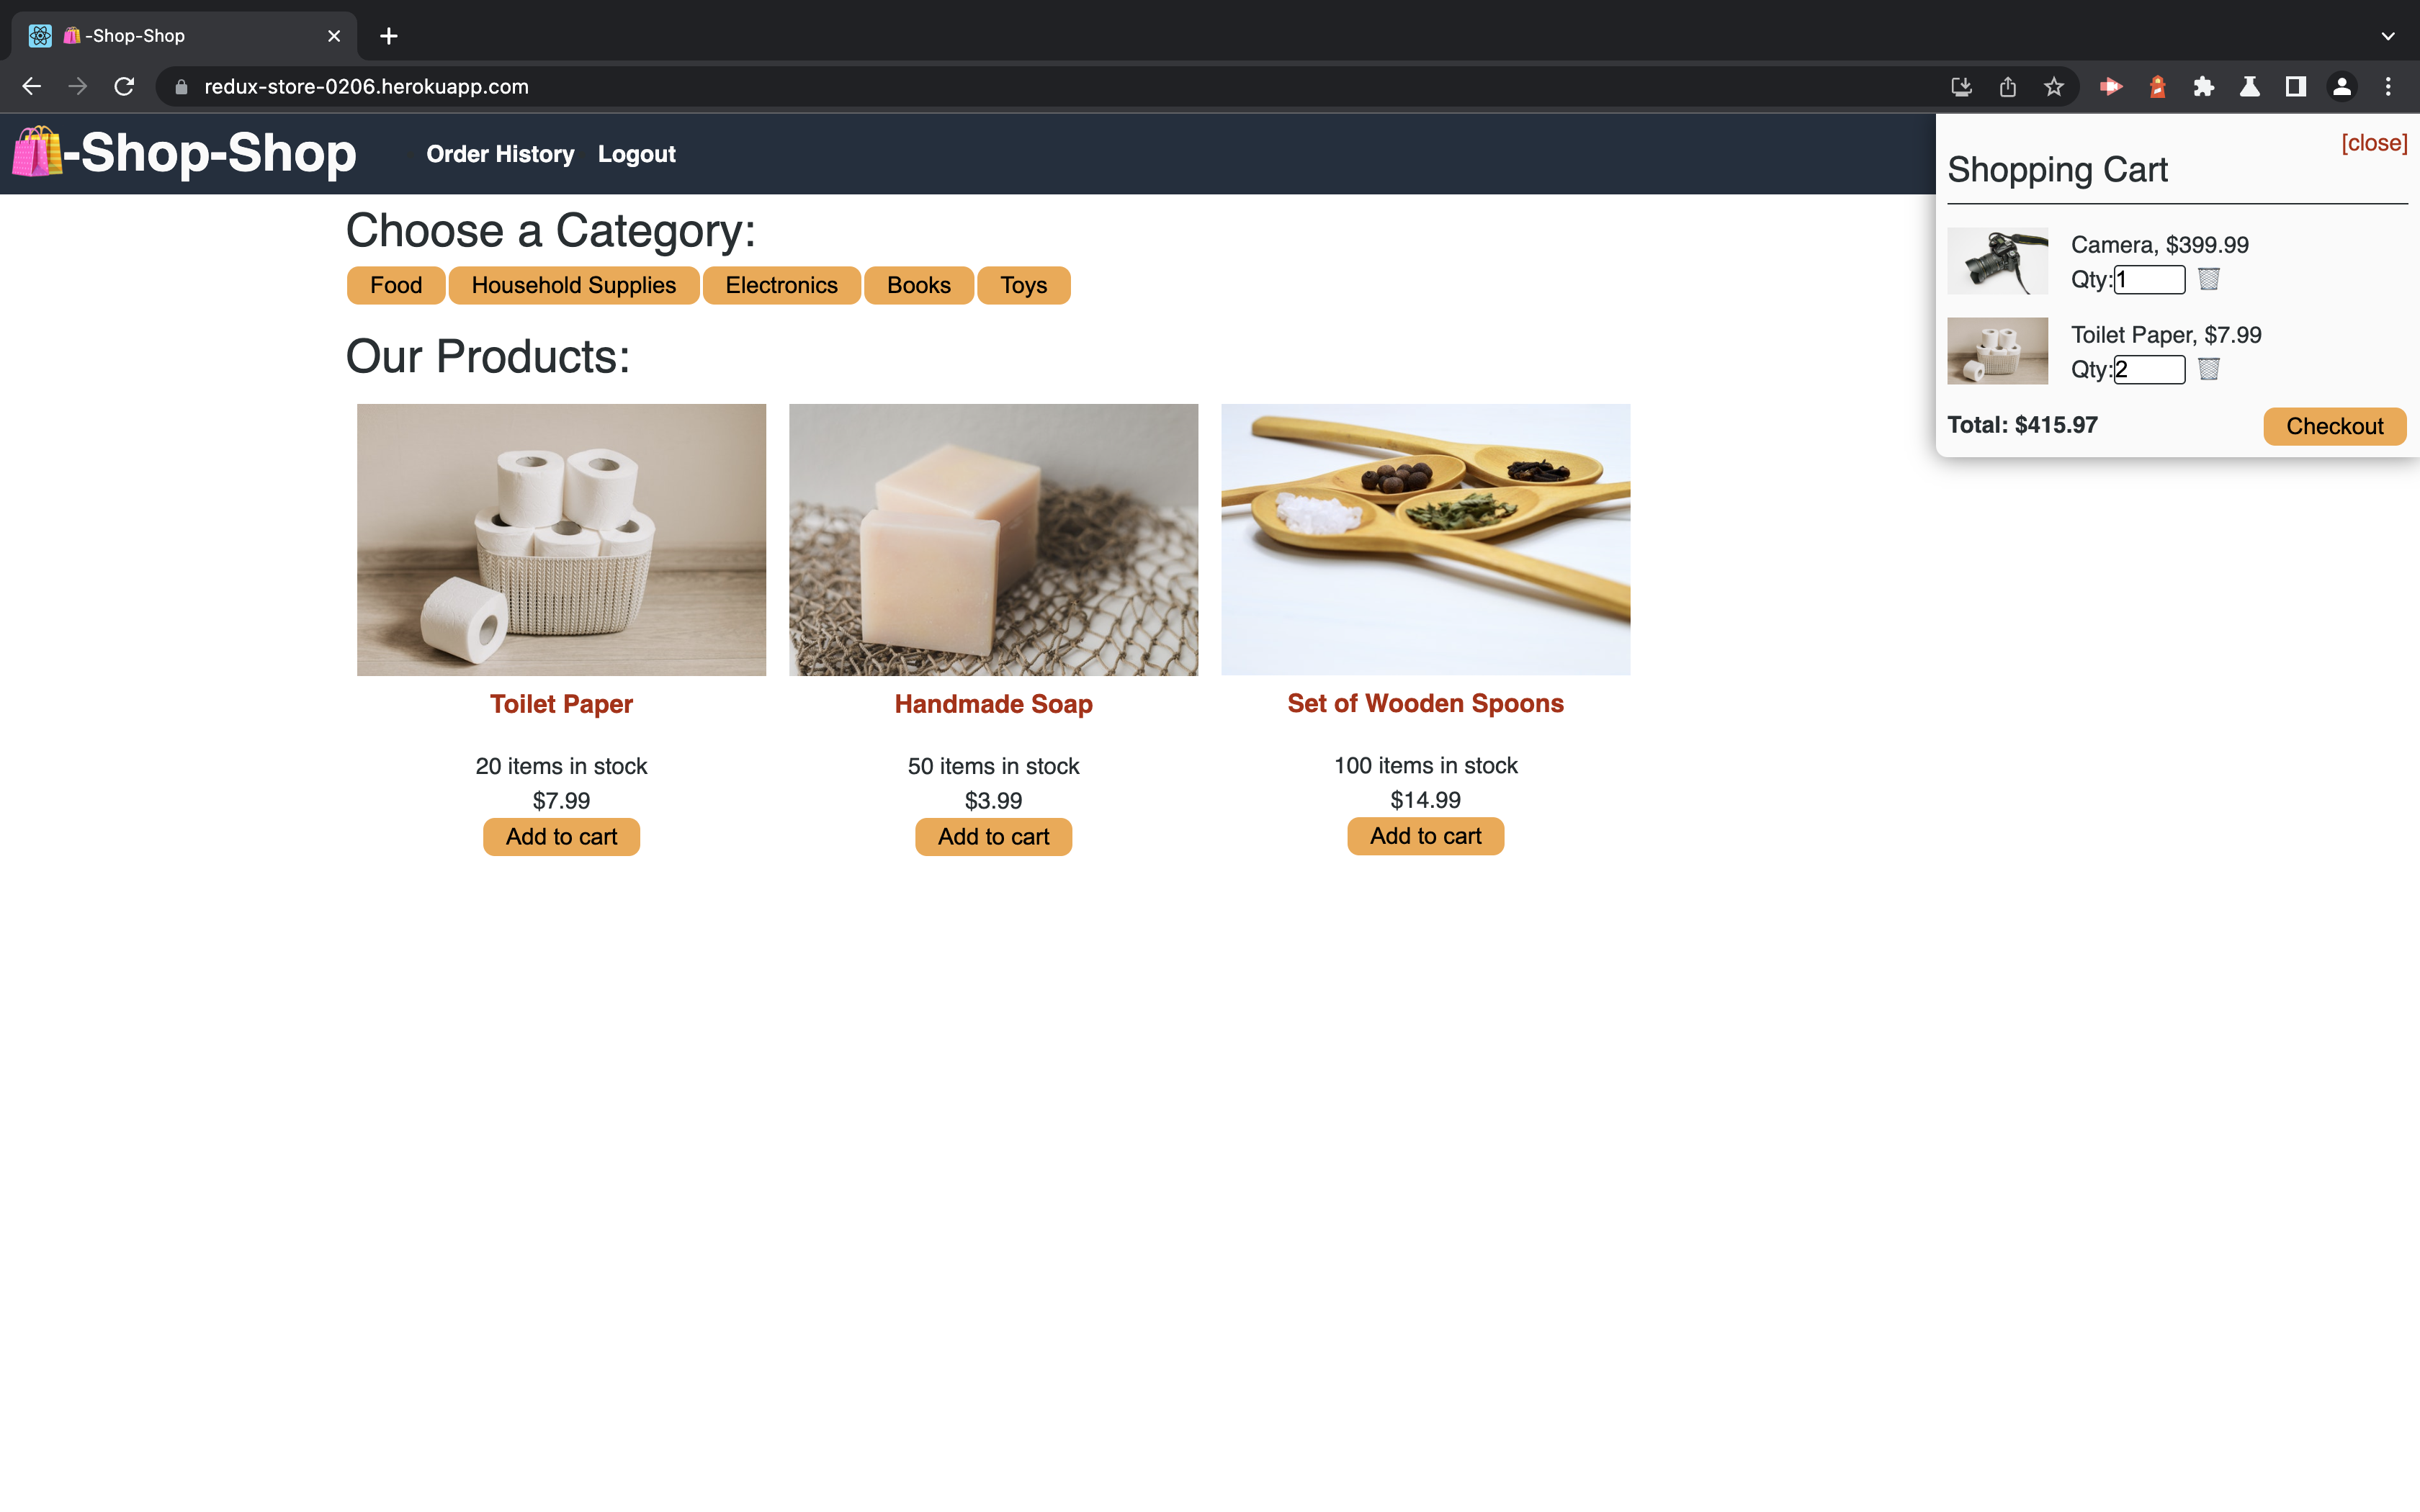 -Shop-Shop
redux-store-0206.herokuapp.com
-Shop-Shop
Order History
Logout
[close]
Shopping Cart
Camera, $399.99
Qty:1
Toilet Paper, $7.99
Qty:2
Total: $415.97
Checkout
Choose a Category:
Food
Household Supplies
Electronics
Books
Toys
Our Products:
Toilet Paper
20 items in stock
$7.99
Add to cart
Handmade Soap
50 items in stock
$3.99
Add to cart
Set of Wooden Spoons
100 items in stock
$14.99
Add to cart